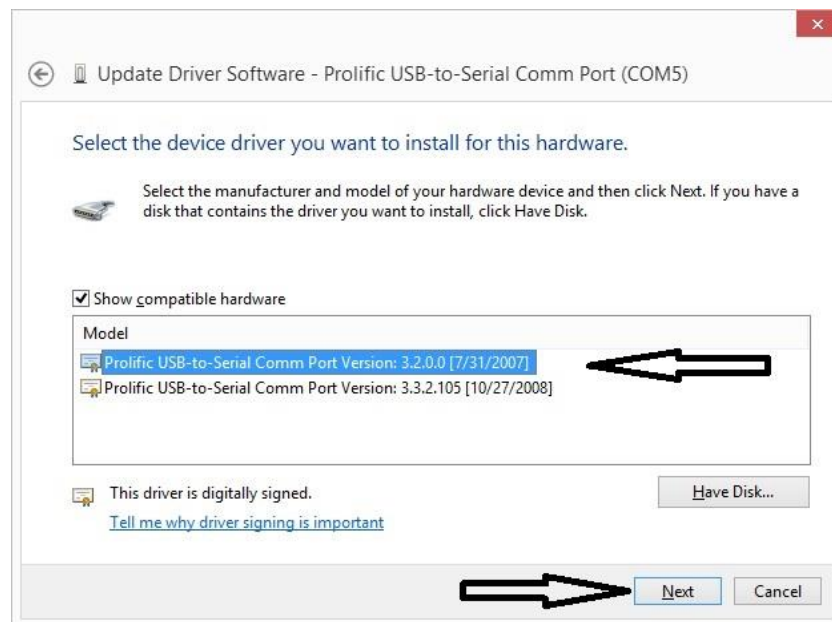 Update Driver Software - Prolific USB-to-Serial Comm Port (COM5)
Select the device driver you want to install for this hardware.
Select the manufacturer and model of your hardware device and then click Next. If you have a
disk that contains the driver you want to install, click Have Disk.
Show compatible hardware
Model
Prolific USB-to-Serial Comm Port Version: 3.2.0.0 [7/31/2007]
Prolific USB-to-Serial Comm Port Version: 3.3.2.105 [10/27/2008]
This driver is digitally signed.
Have Disk...
Tell me why driver signing is important
Next
Cancel